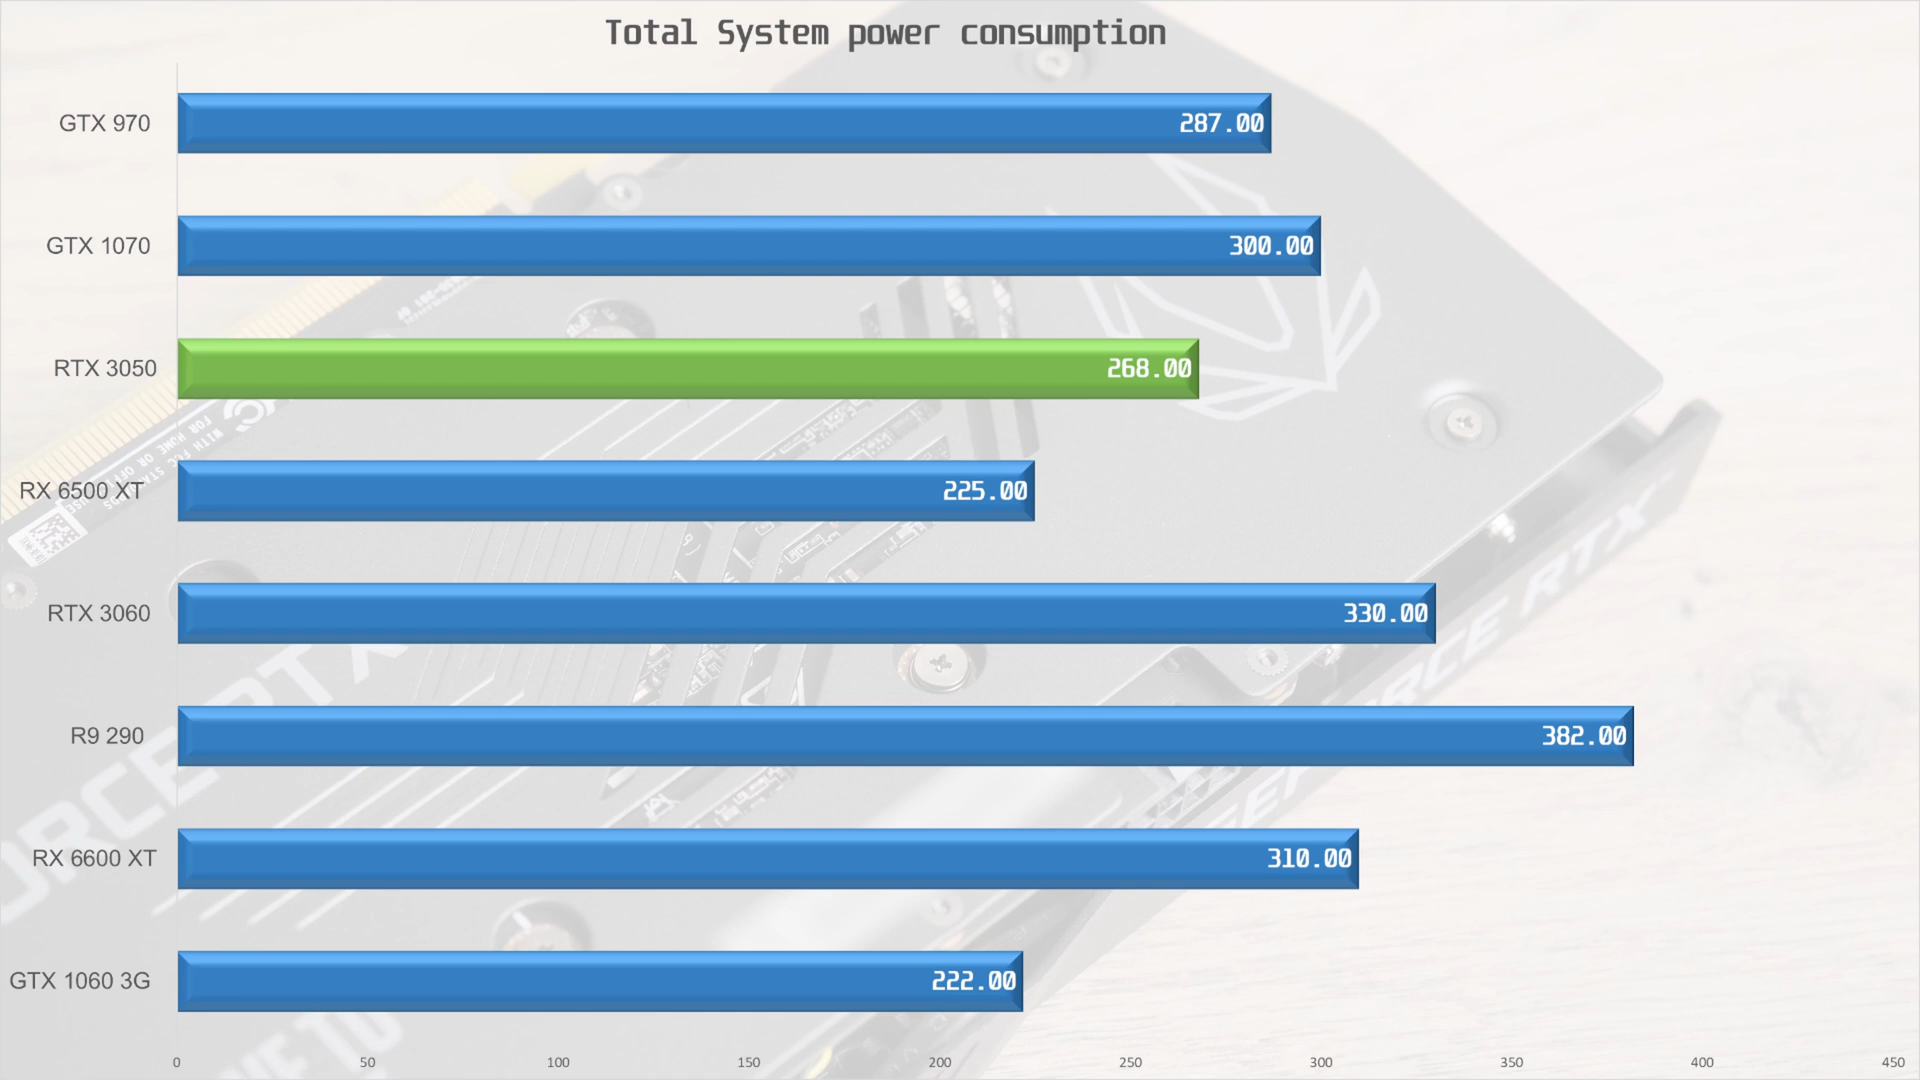 Total System power consumption
GTX 970 287.00
GTX 1070 300.00
RTX 3050 268.00
RX 6500 XT 225.00
RTX 3060 330.00
R9 290 382.00
RX 6600 XT 310.00
GTX 1060 3G 222.00
0 50 100 150 200 250 300 350 400 450